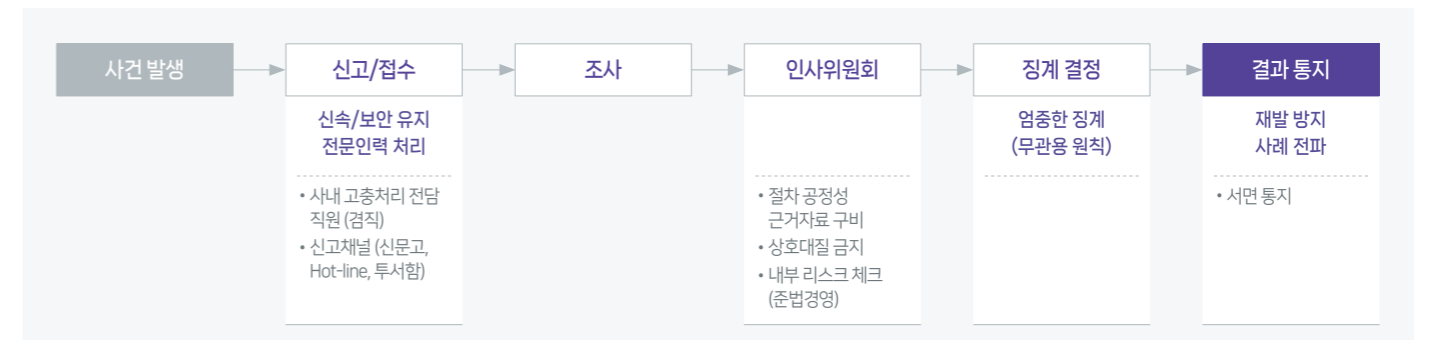 사건 발생
신고/접수
조사
인사위원회
징계 결정
결과 통지
신속/보안 유지
전문인력 처리
• 사내 고충처리 전담
직원 (겸직)
• 신고채널 (신문고,
Hot-line, 투서함)
• 절차 공정성
근거자료 구비
• 상호대질 금지
• 내부 리스크 체크
(준법경영)
엄중한 징계
(무관용 원칙)
재발 방지
사례 전파
• 서면 통지